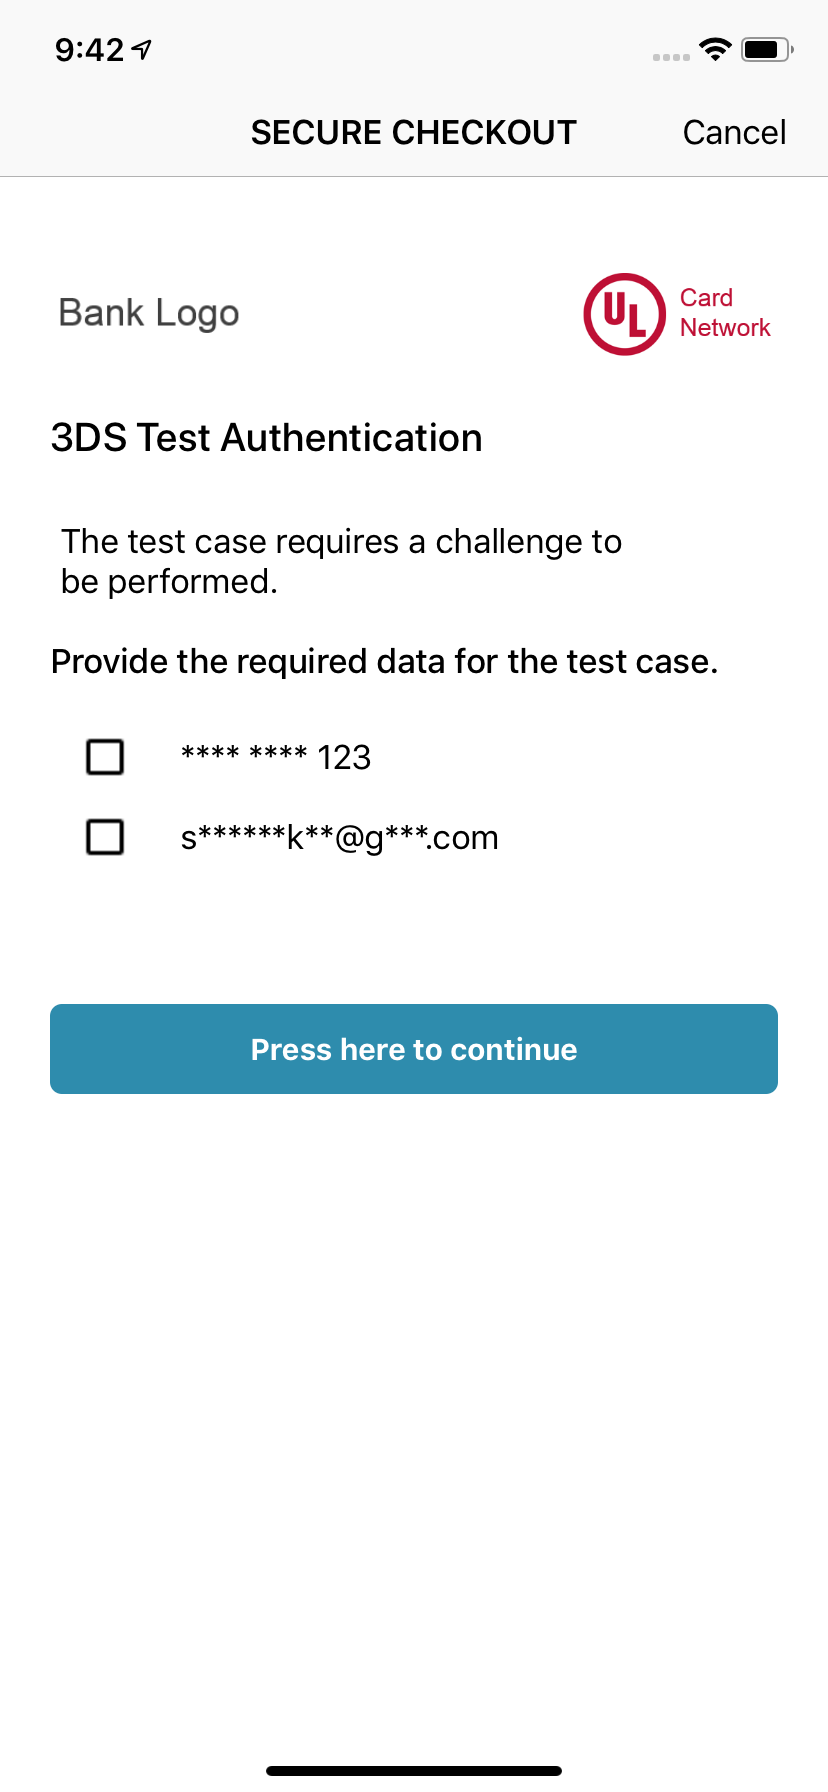 9:42
SECURE CHECKOUT Cancel
Bank Logo
UL Card
Network
3DS Test Authentication
The test case requires a challenge to
be performed.
Provide the required data for the test case.
**** **** 123
s******k**@g***.com
Press here to continue